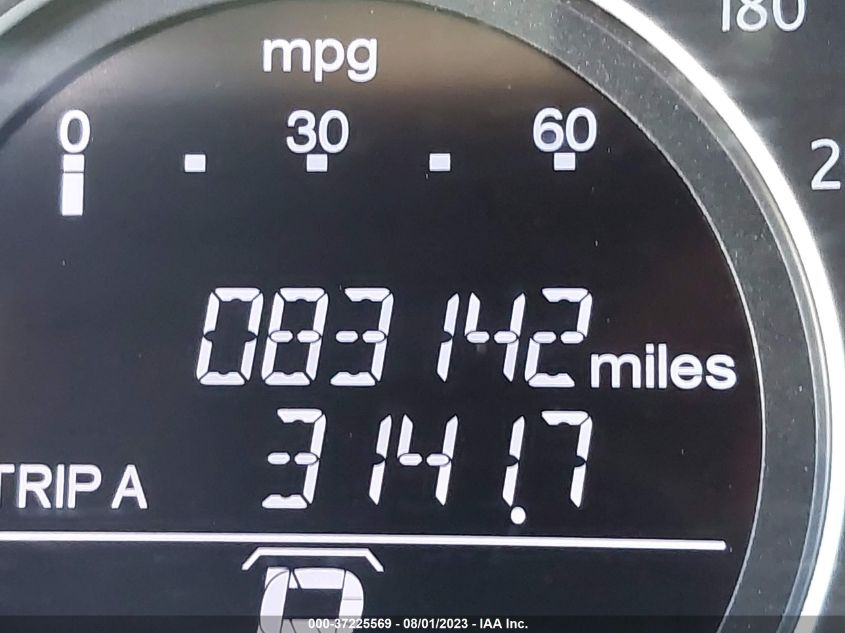 180
mpg
0 30 60
2
083142 miles
TRIP A 3141.7
P
000-37225569 - 08/01/2023 - IAA Inc.